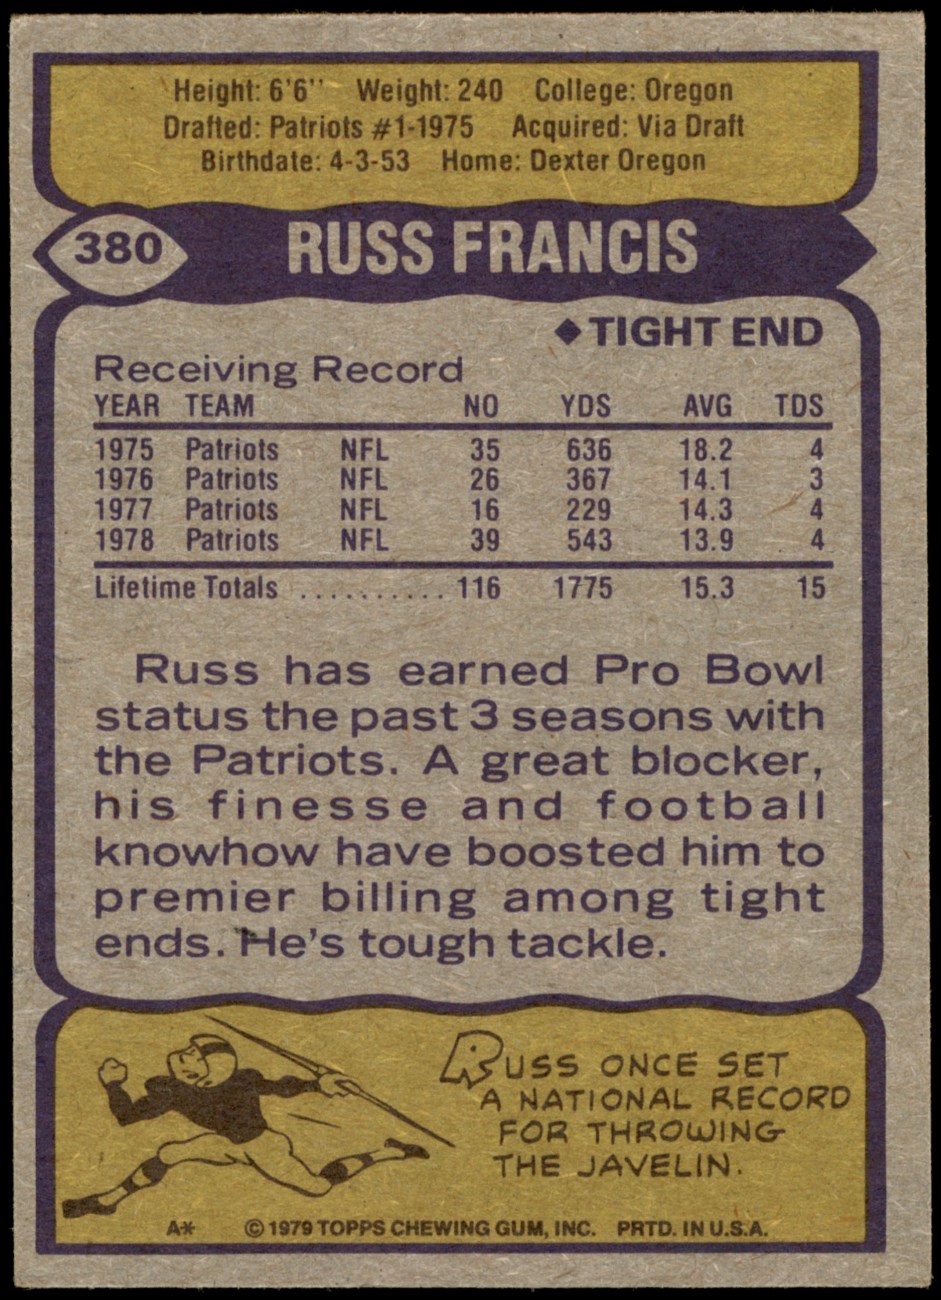 Height: 6'6'' Weight: 240 College: Oregon
Drafted: Patriots #1-1975 Acquired: Via Draft
Birthdate: 4-3-53 Home: Dexter Oregon
380 RUSS FRANCIS
◆ TIGHT END
Receiving Record
YEAR TEAM NO YDS AVG TDS
1975 Patriots NFL 35 636 18.2 4
1976 Patriots NFL 26 367 14.1 3
1977 Patriots NFL 16 229 14.3 4
1978 Patriots NFL 39 543 13.9 4
Lifetime Totals .......... 116 1775 15.3 15
Russ has earned Pro Bowl
status the past 3 seasons with
the Patriots. A great blocker,
his finesse and football
knowhow have boosted him to
premier billing among tight
ends. He's tough tackle.
RUSS ONCE SET
A NATIONAL RECORD
FOR THROWING
THE JAVELIN.
A* © 1979 TOPPS CHEWING GUM, INC. PRTD. IN U.S.A.